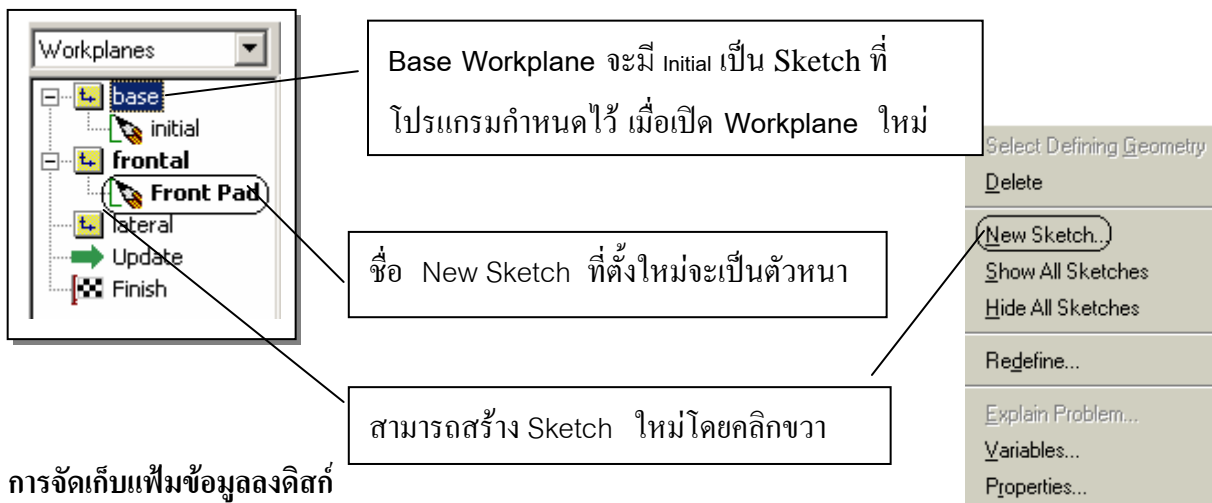 Workplanes
base
initial
frontal
Front Pad
lateral
Update
Finish
Base Workplane จะมี Initial เป็น Sketch ที่
โปรแกรมกำหนดไว้ เมื่อเปิด Workplane ใหม่
ชื่อ New Sketch ที่ตั้งใหม่จะเป็นตัวหนา
สามารถสร้าง Sketch ใหม่โดยคลิกขวา
Select Defining Geometry
Delete
New Sketch...
Show All Sketches
Hide All Sketches
Redefine...
Explain Problem...
Variables...
Properties...
การจัดเก็บแฟ้มข้อมูลลงดิสก์